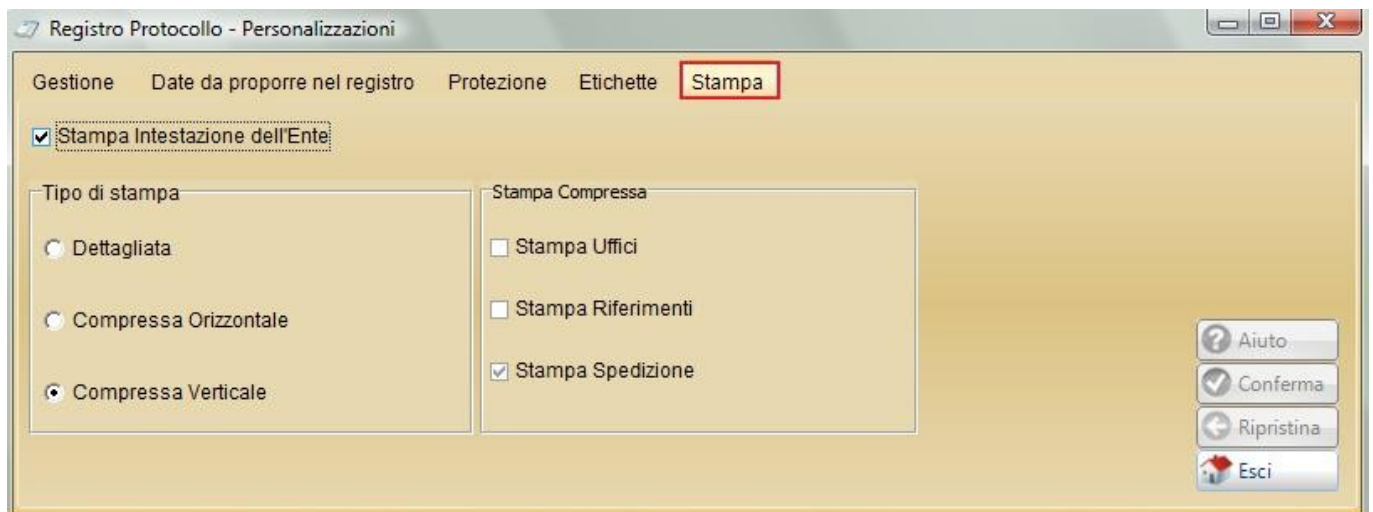 Registro Protocollo - Personalizzazioni
Gestione Date da proporre nel registro Protezione Etichette Stampa
Stampa Intestazione dell'Ente
Tipo di stampa
Dettagliata
Compressa Orizzontale
Compressa Verticale
Stampa Compressa
Stampa Uffici
Stampa Riferimenti
Stampa Spedizione
Aiuto
Conferma
Ripristina
Esci